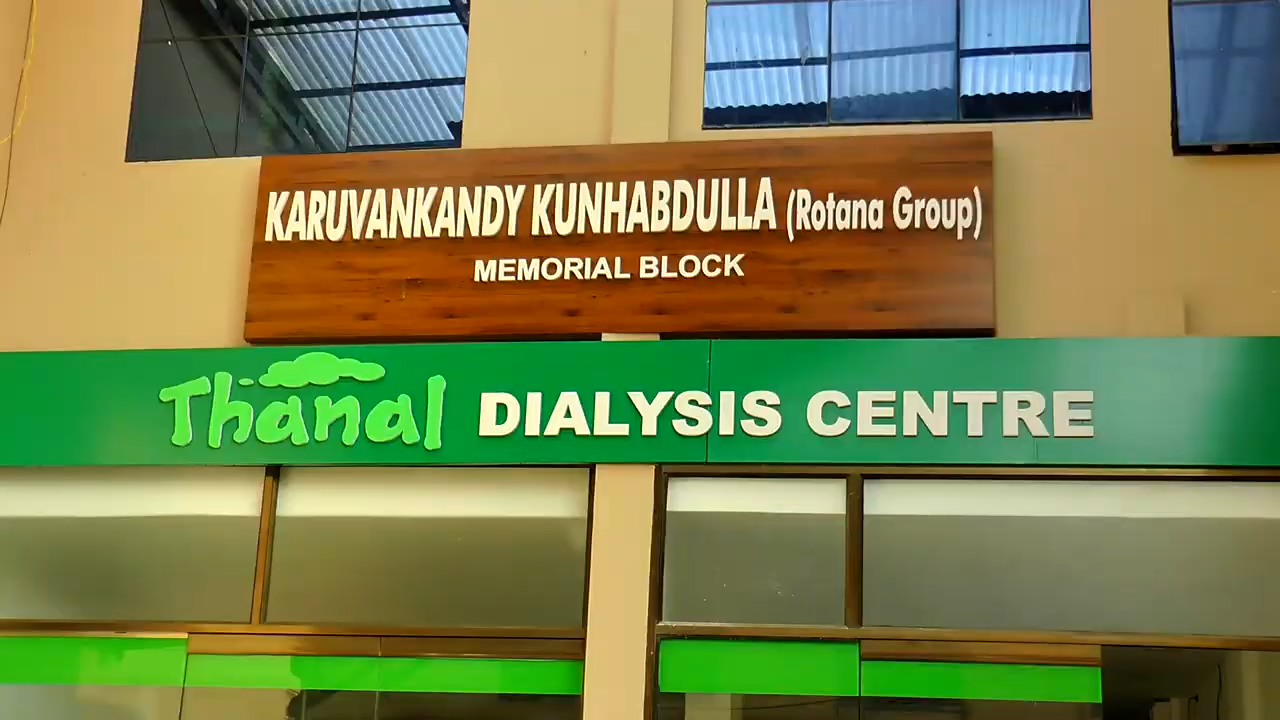 KARUVANKANDY KUNHABDULLA (Rotana Group)
MEMORIAL BLOCK
Thanal DIALYSIS CENTRE